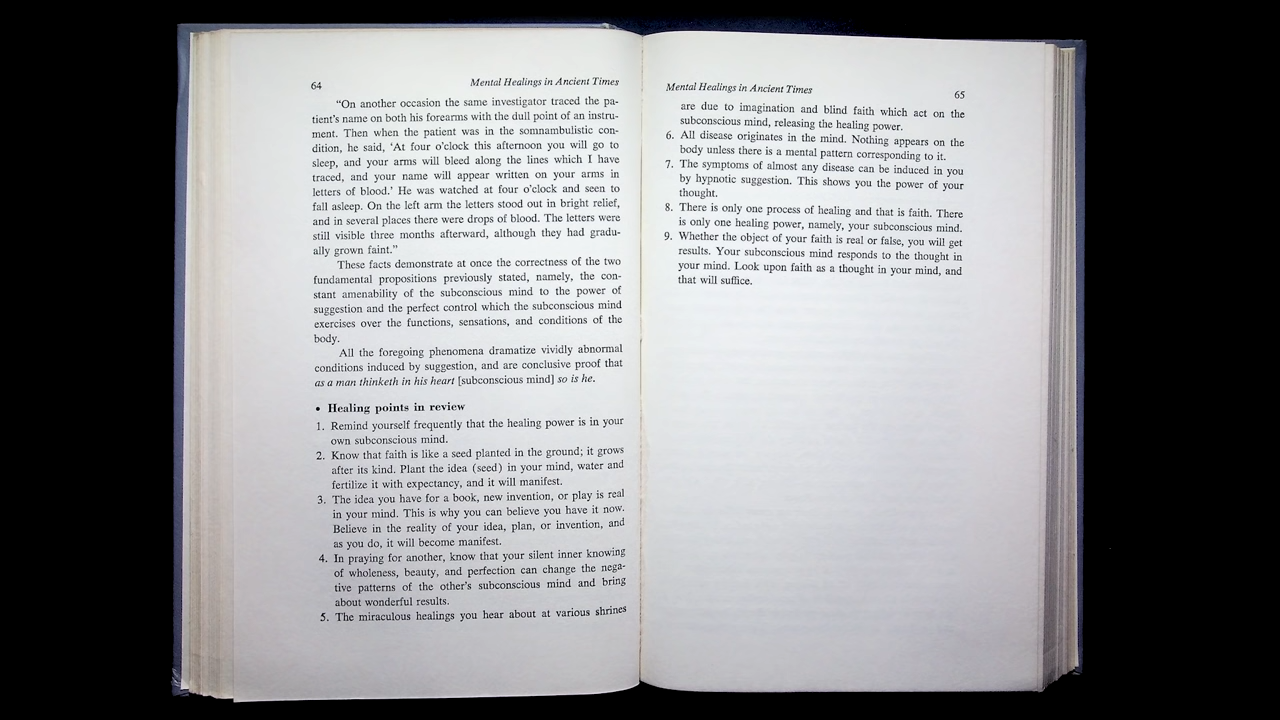 64
Mental Healings in Ancient Times
“On another occasion the same investigator traced the pa-
tient’s name on both his forearms with the dull point of an instru-
ment. Then when the patient was in the somnambulistic con-
dition, he said, ‘At four o’clock this afternoon you will go to
sleep, and your arms will bleed along the lines which I have
traced, and your name will appear written on your arms in
letters of blood.’ He was watched at four o’clock and seen to
fall asleep. On the left arm the letters stood out in bright relief,
and in several places there were drops of blood. The letters were
still visible three months afterward, although they had gradu-
ally grown faint.”
These facts demonstrate at once the correctness of the two
fundamental propositions previously stated, namely, the con-
stant amenability of the subconscious mind to the power of
suggestion and the perfect control which the subconscious mind
exercises over the functions, sensations, and conditions of the
body.
All the foregoing phenomena dramatize vividly abnormal
conditions induced by suggestion, and are conclusive proof that
as a man thinketh in his heart [subconscious mind] so is he.
• Healing points in review
1. Remind yourself frequently that the healing power is in your
own subconscious mind.
2. Know that faith is like a seed planted in the ground; it grows
after its kind. Plant the idea (seed) in your mind, water and
fertilize it with expectancy, and it will manifest.
3. The idea you have for a book, new invention, or play is real
in your mind. This is why you can believe you have it now.
Believe in the reality of your idea, plan, or invention, and
as you do, it will become manifest.
4. In praying for another, know that your silent inner knowing
of wholeness, beauty, and perfection can change the nega-
tive patterns of the other’s subconscious mind and bring
about wonderful results.
5. The miraculous healings you hear about at various shrines
Mental Healings in Ancient Times
65
are due to imagination and blind faith which act on the
subconscious mind, releasing the healing power.
6. All disease originates in the mind. Nothing appears on the
body unless there is a mental pattern corresponding to it.
7. The symptoms of almost any disease can be induced in you
by hypnotic suggestion. This shows you the power of your
thought.
8. There is only one process of healing and that is faith. There
is only one healing power, namely, your subconscious mind.
9. Whether the object of your faith is real or false, you will get
results. Your subconscious mind responds to the thought in
your mind. Look upon faith as a thought in your mind, and
that will suffice.